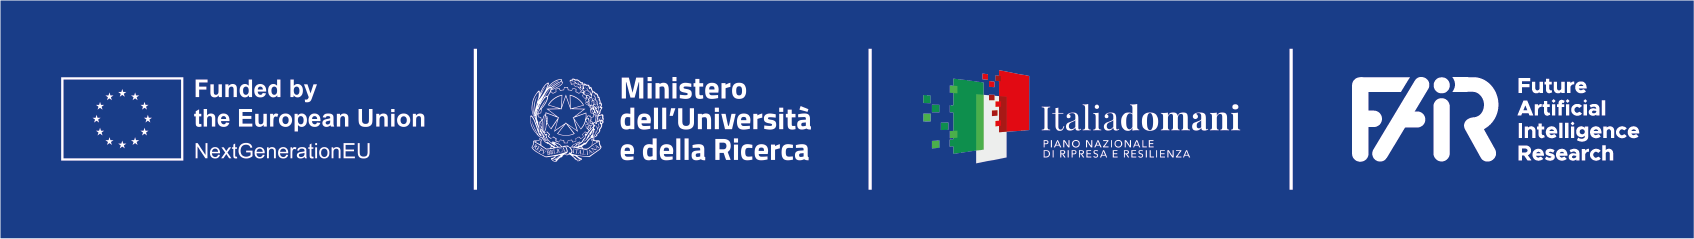 Funded by
the European Union
NextGenerationEU
Ministero
dell'Università
e della Ricerca
Italiadomani
PIANO NAZIONALE
DI RIPRESA E RESILIENZA
FAIR
Future
Artificial
Intelligence
Research